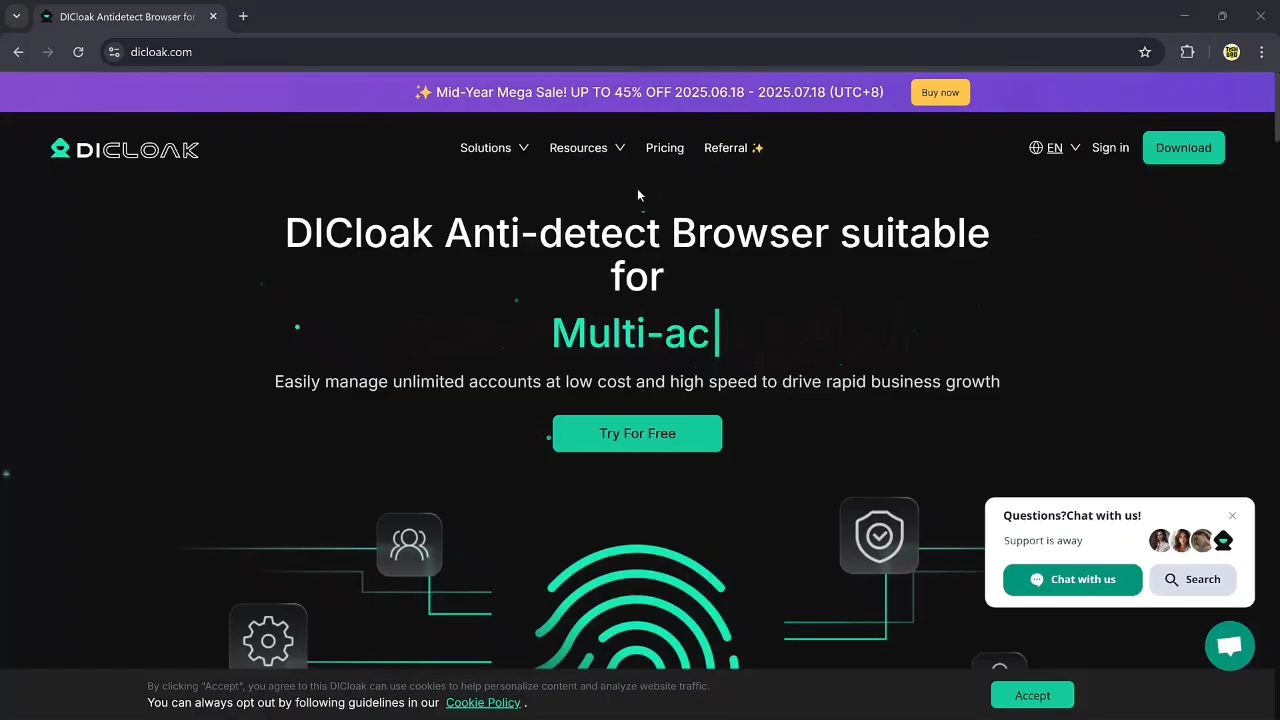 DICloak Antidetect Browser for
dicloak.com
✨ Mid-Year Mega Sale! UP TO 45% OFF 2025.06.18 - 2025.07.18 (UTC+8)
Buy now
DICLOAK
Solutions
Resources
Pricing
Referral ✨
EN
Sign in
Download
DICloak Anti-detect Browser suitable
for
Multi-ac
Easily manage unlimited accounts at low cost and high speed to drive rapid business growth
Try For Free
Questions?Chat with us!
Support is away
Chat with us
Search
By clicking "Accept", you agree to this DICloak can use cookies to help personalize content and analyze website traffic.
You can always opt out by following guidelines in our Cookie Policy .
Accept